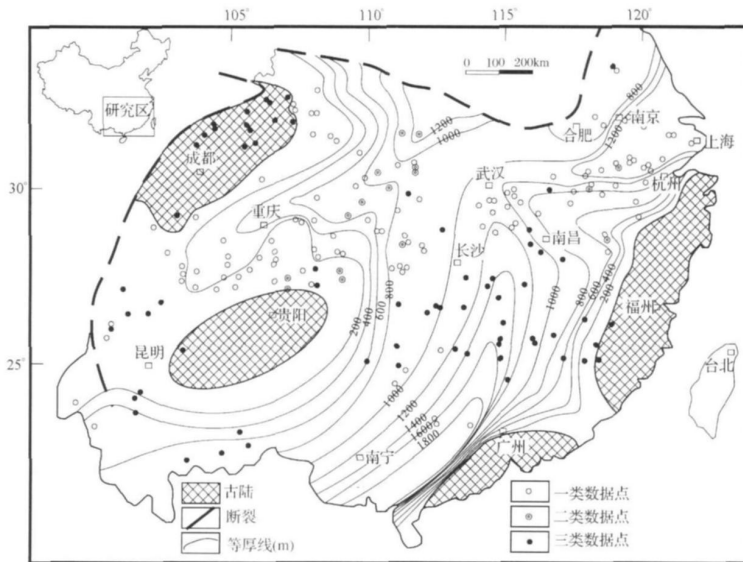 105° 110° 115° 120°
0 100 200km
研究区
800
1200
南京
1200
1000
合肥
上海
成都
武汉
杭州
30°
重庆
南昌
长沙
400
200
600
1000
800
600
800
400
200
福州
贵阳
昆明
25°
台北
1000
1200
1400
1600
1800
广州
南宁
古陆
断裂
等厚线(m)
一类数据点
二类数据点
三类数据点